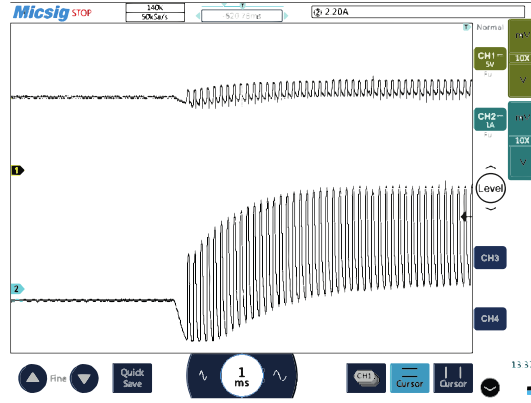 Micsig STOP
140k
50kSa/s
2 2.20A
Normal
CH1
5V
10X
CH2
1A
10X
1
Level
2
CH3
CH4
Fine
Quick
Save
1
ms
CH1
Cursor
Cursor